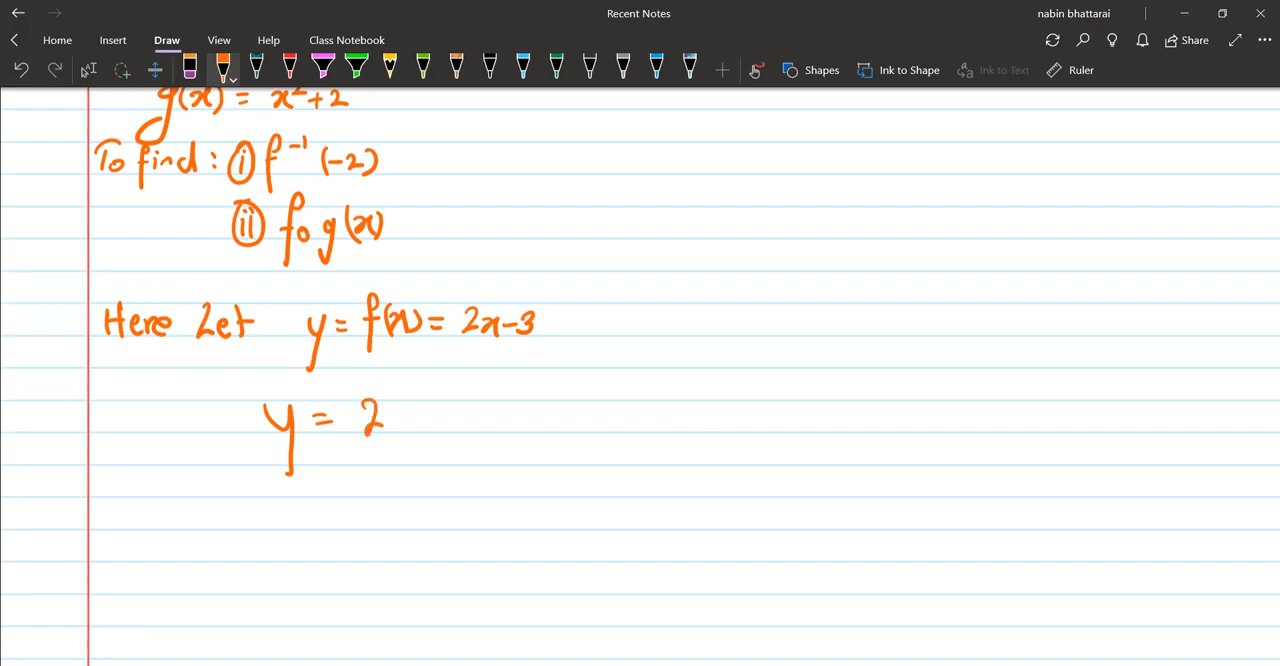 Recent Notes
nabin bhattarai
Home Insert Draw View Help Class Notebook
Share
Shapes Ink to Shape Ink to Text Ruler
g(x) = x²+2
To find: (i) f⁻¹ (-2)
(ii) fog(x)
Here Let y = f(x) = 2x-3
y = 2